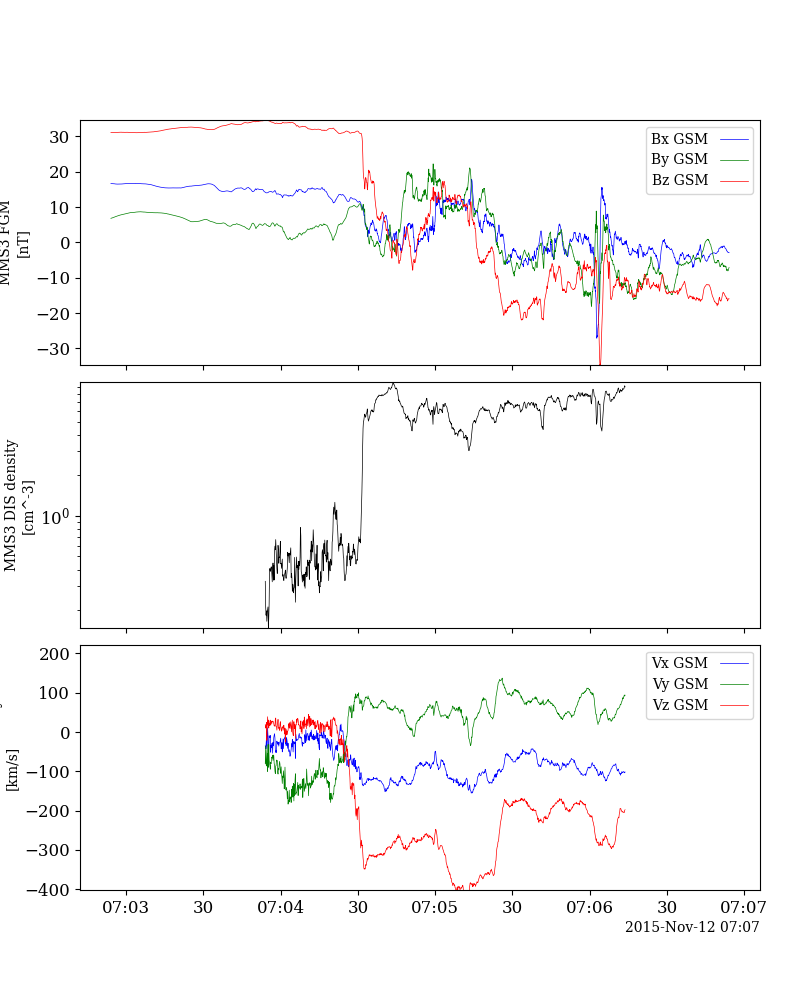 30
20
10
0
−10
−20
−30
MMS3 FGM
[nT]
Bx GSM
By GSM
Bz GSM
10^0
MMS3 DIS density
[cm^-3]
200
100
0
−100
−200
−300
−400
[km/s]
Vx GSM
Vy GSM
Vz GSM
07:03 30 07:04 30 07:05 30 07:06 30 07:07
2015-Nov-12 07:07